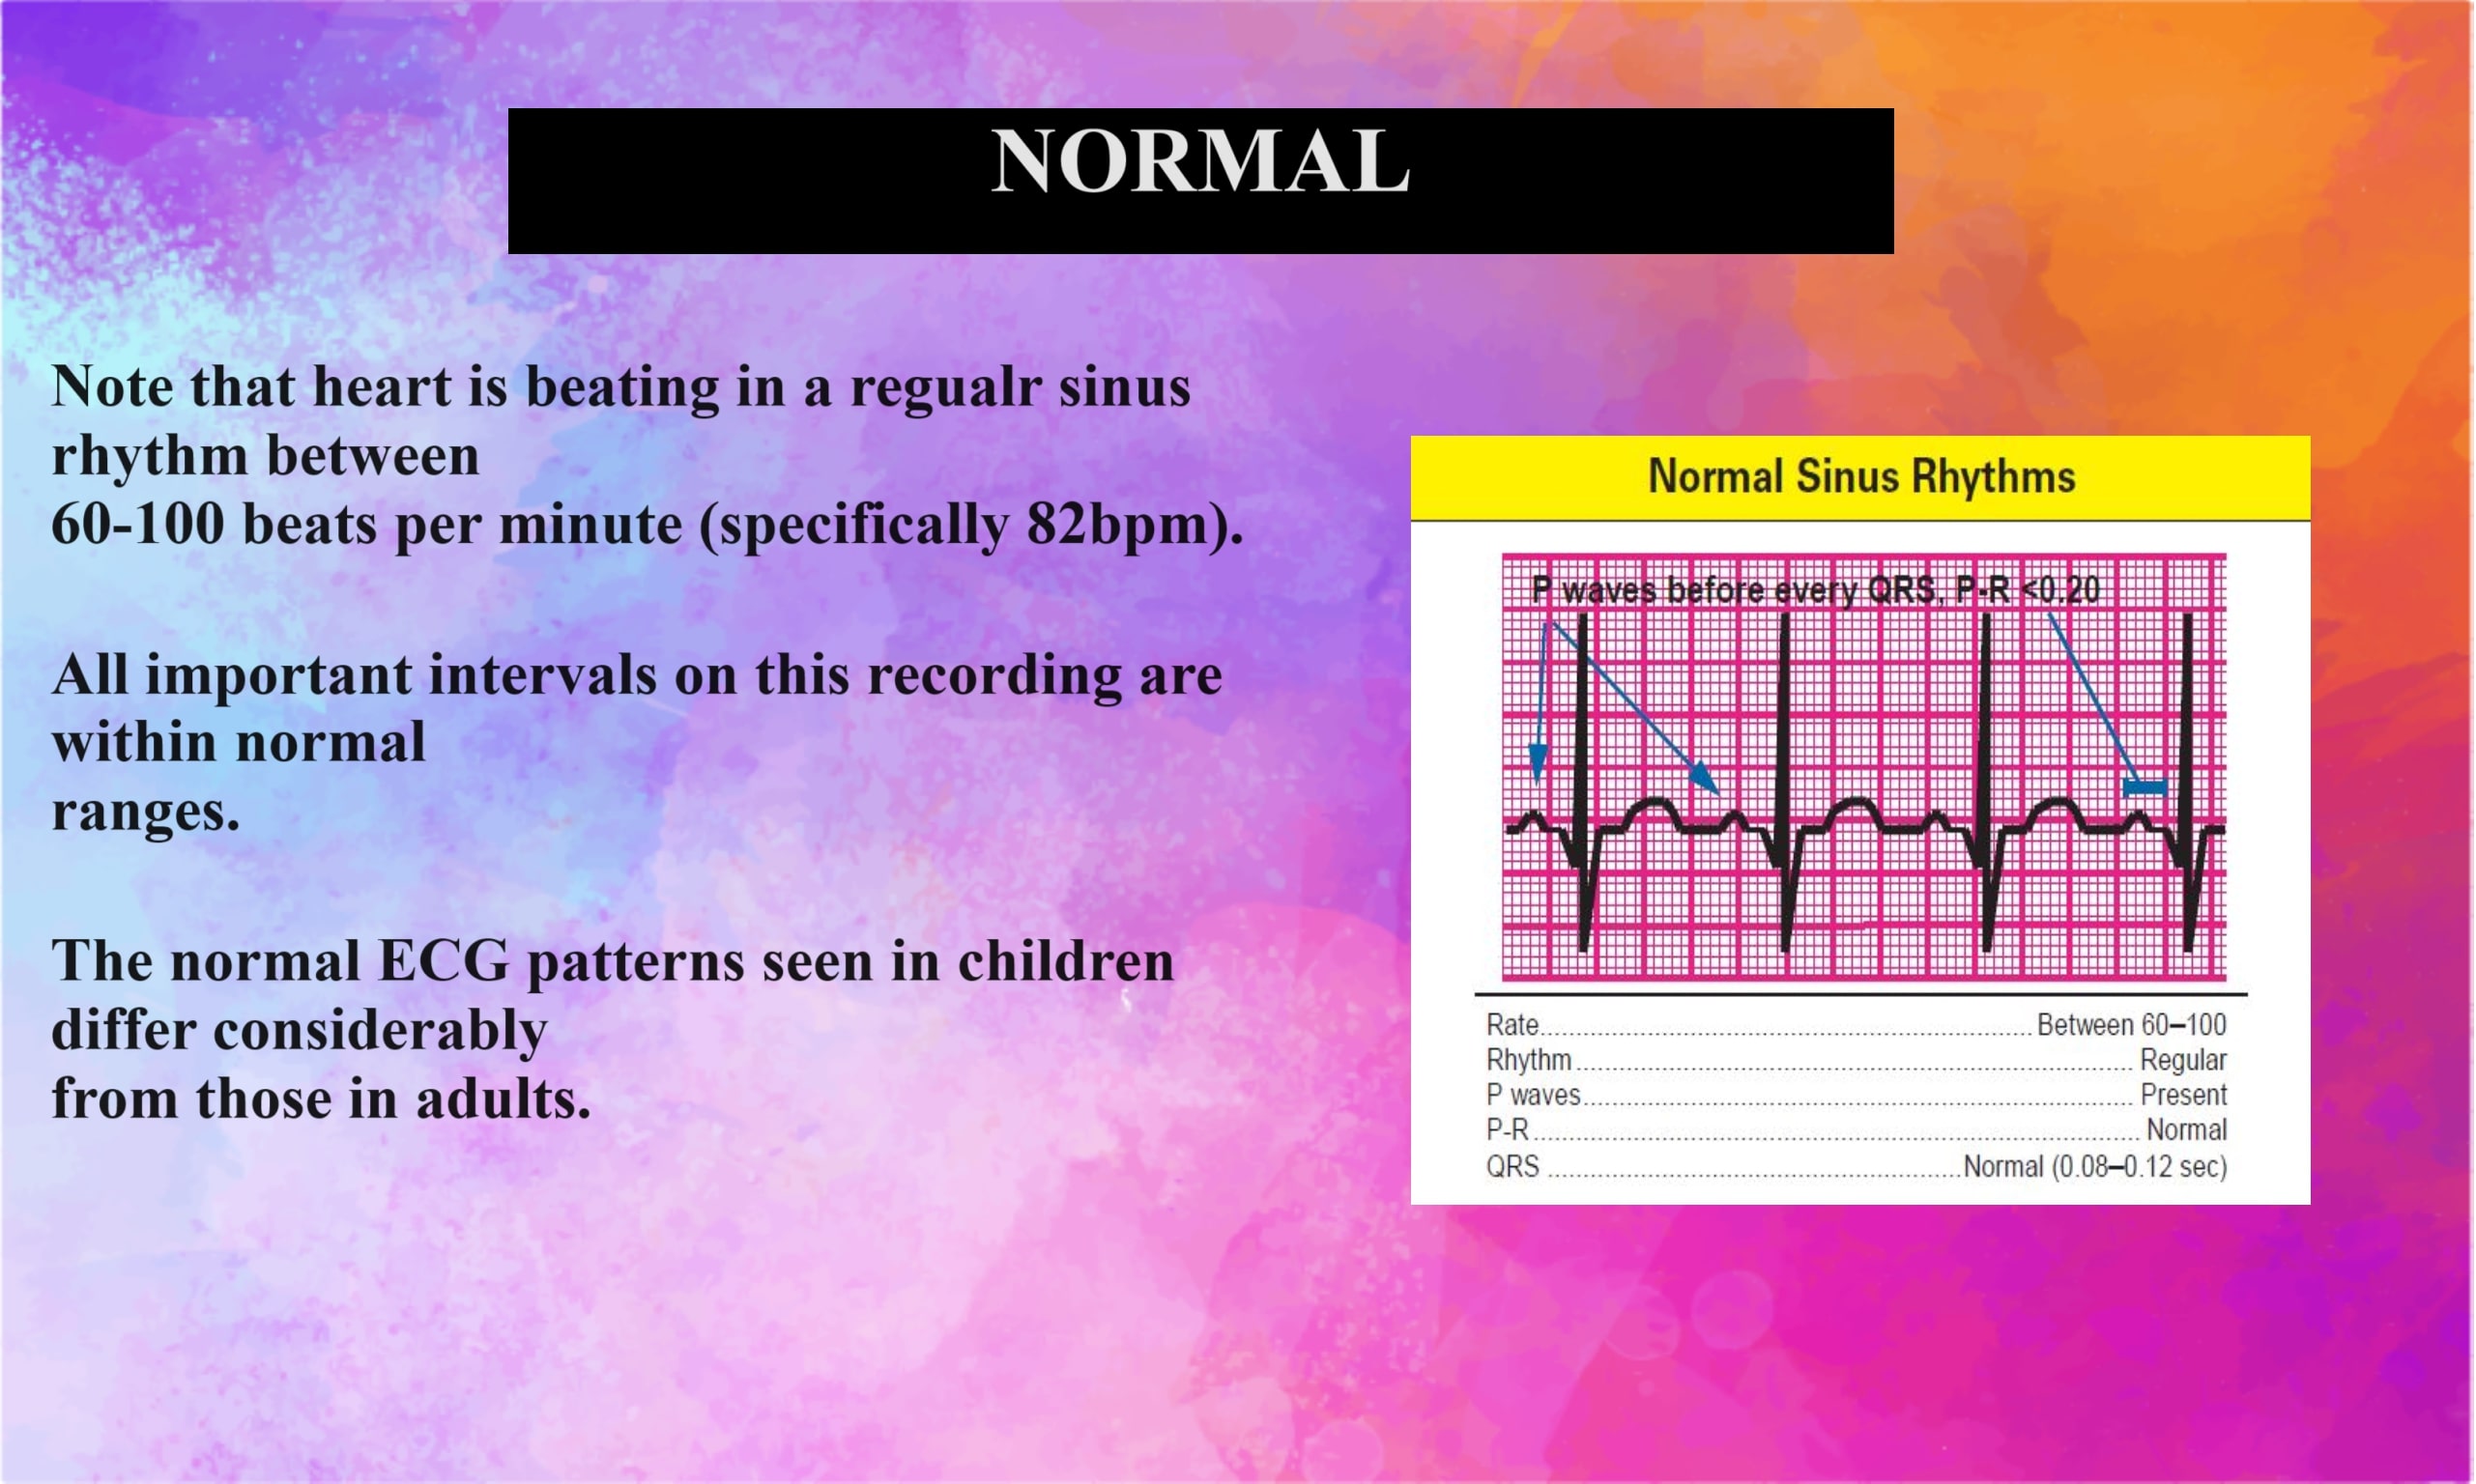 NORMAL
Note that heart is beating in a regualr sinus
rhythm between
60-100 beats per minute (specifically 82bpm).
All important intervals on this recording are
within normal
ranges.
The normal ECG patterns seen in children
differ considerably
from those in adults.
Normal Sinus Rhythms
P waves before every QRS, P-R <0.20
Rate..........Between 60–100
Rhythm..........Regular
P waves..........Present
P-R..........Normal
QRS..........Normal (0.08–0.12 sec)